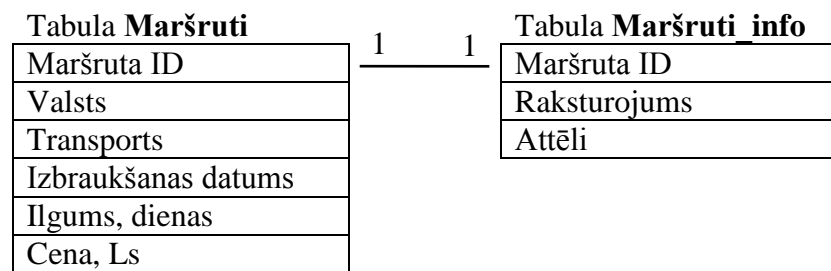 Tabula Maršruti
Maršruta ID
Valsts
Transports
Izbraukšanas datums
Ilgums, dienas
Cena, Ls
1 1
Tabula Maršruti_info
Maršruta ID
Raksturojums
Attēli